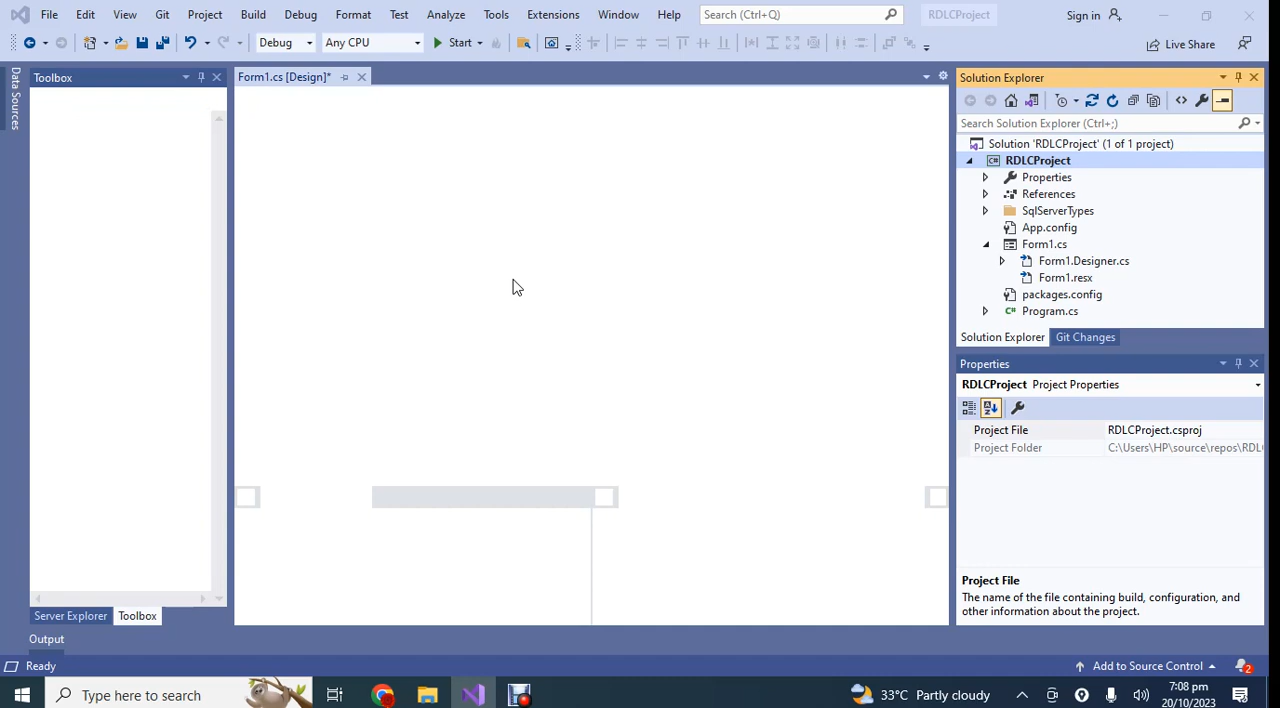 File Edit View Git Project Build Debug Format Test Analyze Tools Extensions Window Help Search (Ctrl+Q) RDLCProject Sign in
Debug Any CPU Start Live Share
Data Sources
Toolbox
Form1.cs [Design]*
Solution Explorer
Search Solution Explorer (Ctrl+;)
Solution 'RDLCProject' (1 of 1 project)
RDLCProject
Properties
References
SqlServerTypes
App.config
Form1.cs
Form1.Designer.cs
Form1.resx
packages.config
Program.cs
Solution Explorer Git Changes
Properties
RDLCProject Project Properties
Project File RDLCProject.csproj
Project Folder C:\Users\HP\source\repos\RDL
Project File
The name of the file containing build, configuration, and
other information about the project.
Server Explorer Toolbox
Output
Ready Add to Source Control 2
Type here to search 33°C Partly cloudy 7:08 pm
20/10/2023